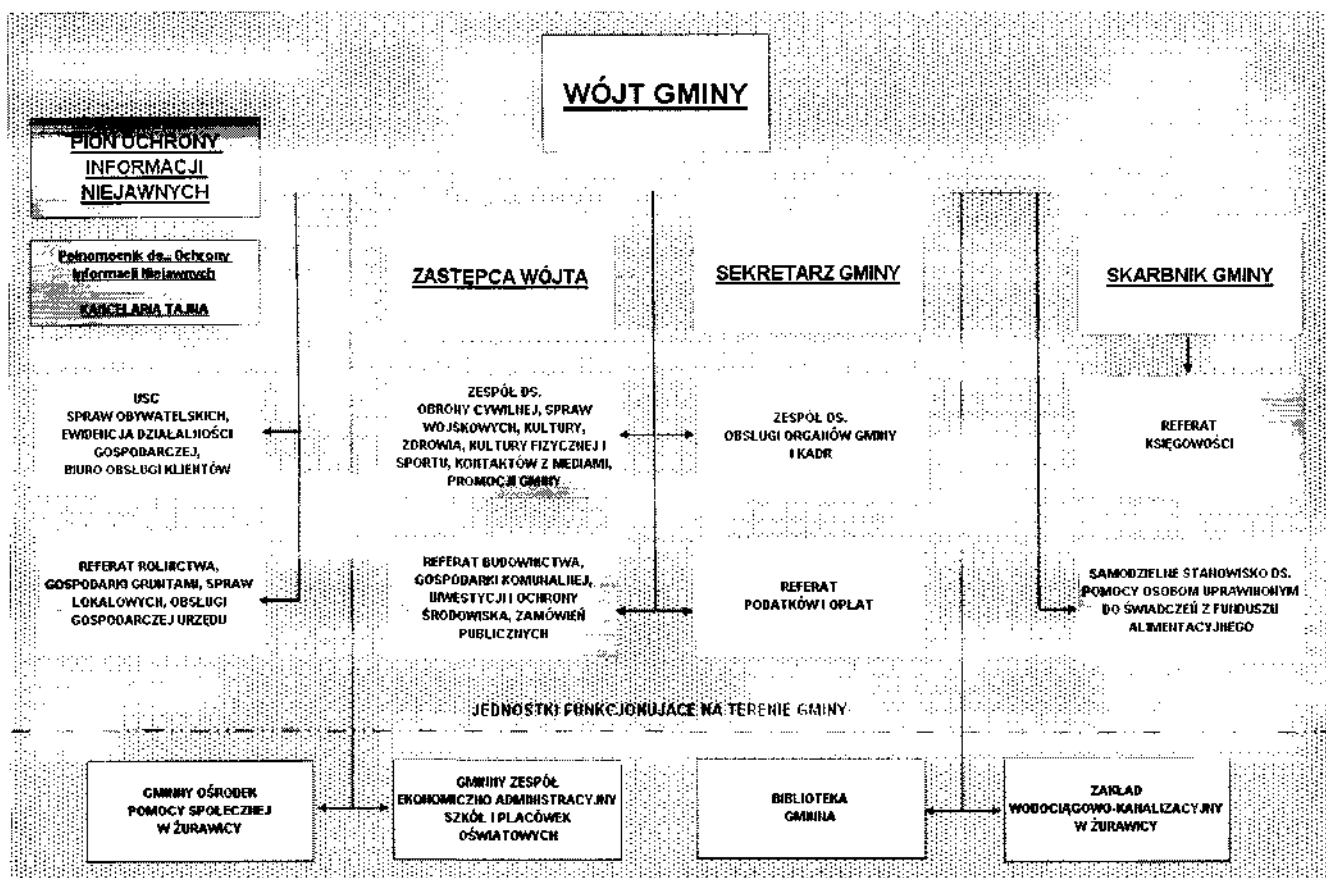 WÓJT GMINY
PION OCHRONY
INFORMACJI
NIEJAWNYCH
Pełnomocnik ds.. Ochrony
Informacji Niejawnych
KANCELARIA TAJNA
ZASTĘPCA WÓJTA
SEKRETARZ GMINY
SKARBNIK GMINY
USC
SPRAW OBYWATELSKICH,
EWIDENCJA DZIAŁALNOŚCI
GOSPODARCZEJ,
BIURO OBSŁUGI KLIENTÓW
ZESPÓŁ DS.
OBRONY CYWILNEJ, SPRAW
WOJSKOWYCH, KULTURY,
ZDROWIA, KULTURY FIZYCZNEJ I
SPORTU, KONTAKTÓW Z MEDIAMI,
PROMOCJI GMINY
ZESPÓŁ DS.
OBSŁUGI ORGANÓW GMINY
I KADR
REFERAT
KSIĘGOWOŚCI
REFERAT ROLNICTWA,
GOSPODARKI GRUNTAMI, SPRAW
LOKALOWYCH, OBSŁUGI
GOSPODARCZEJ URZĘDU
REFERAT BUDOWNICTWA,
GOSPODARKI KOMUNALNEJ,
INWESTYCJI I OCHRONY
ŚRODOWISKA, ZAMÓWIEŃ
PUBLICZNYCH
REFERAT
PODATKÓW I OPŁAT
SAMODZIELNE STANOWISKO DS.
POMOCY OSOBOM UPRAWNIONYM
DO ŚWIADCZEŃ Z FUNDUSZU
ALIMENTACYJNEGO
JEDNOSTKI FUNKCJONUJĄCE NA TERENIE GMINY
GMINNY OŚRODEK
POMOCY SPOŁECZNEJ
W ŻURAWICY
GMINNY ZESPÓŁ
EKONOMICZNO ADMINISTRACYJNY
SZKÓŁ I PLACÓWEK
OŚWIATOWYCH
BIBLIOTEKA
GMINNA
ZAKŁAD
WODOCIĄGOWO-KANALIZACYJNY
W ŻURAWICY